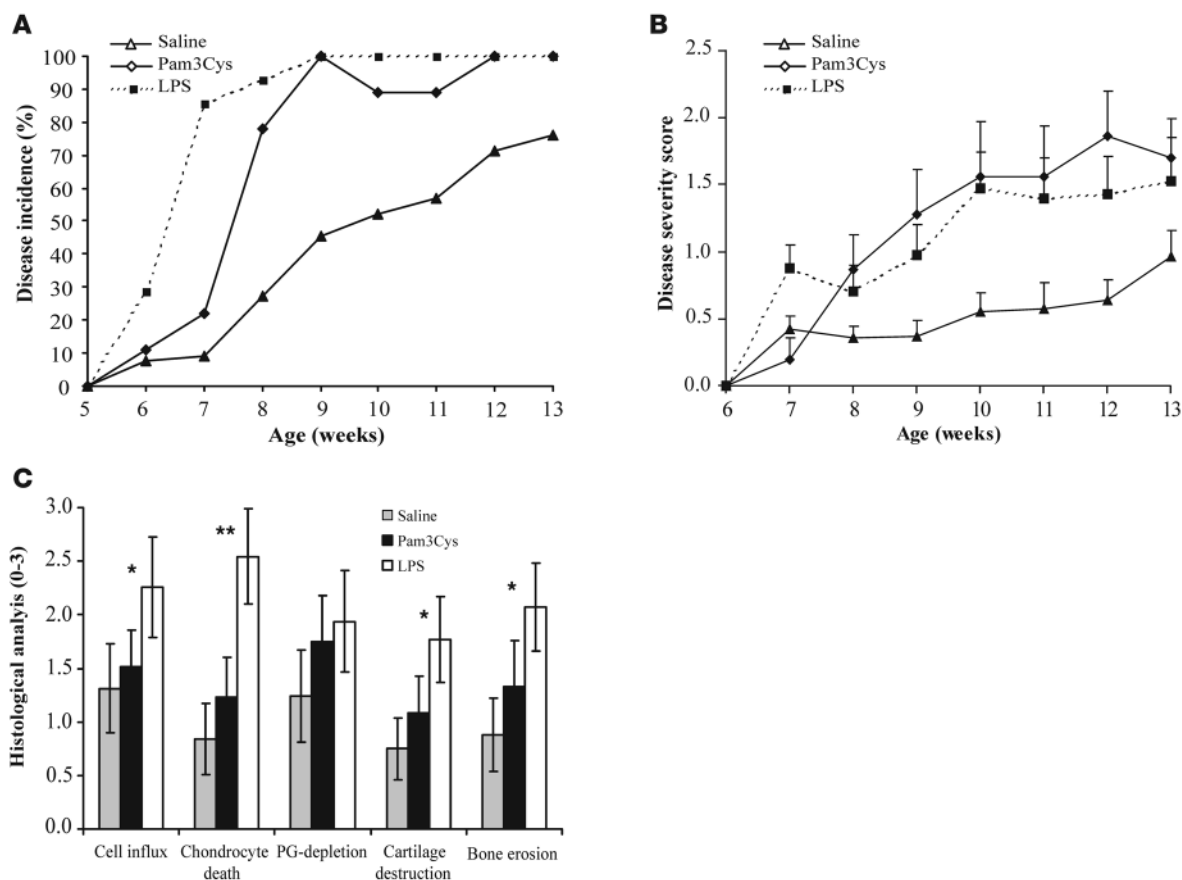 A
Saline
Pam3Cys
LPS
100
90
80
70
60
50
40
30
20
10
0
Disease incidence (%)
5 6 7 8 9 10 11 12 13
Age (weeks)
B
Saline
Pam3Cys
LPS
2.5
2.0
1.5
1.0
0.5
0.0
Disease severity score
6 7 8 9 10 11 12 13
Age (weeks)
C
Saline
Pam3Cys
LPS
3.0
2.5
2.0
1.5
1.0
0.5
0.0
Histological analyis (0-3)
* ** * *
Cell influx
Chondrocyte
death
PG-depletion
Cartilage
destruction
Bone erosion